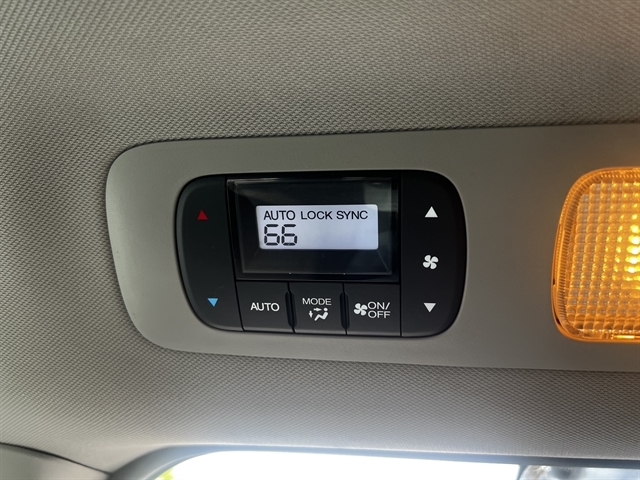 AUTO LOCK SYNC
66
AUTO
MODE
ON/
OFF